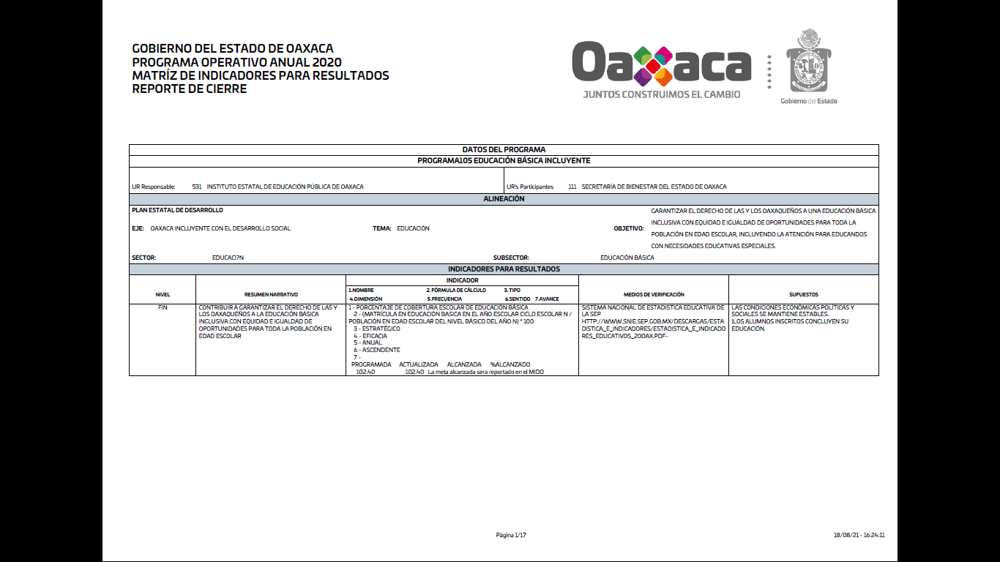 GOBIERNO DEL ESTADO DE OAXACA
PROGRAMA OPERATIVO ANUAL 2020
MATRÍZ DE INDICADORES PARA RESULTADOS
REPORTE DE CIERRE
Oaxaca
JUNTOS CONSTRUIMOS EL CAMBIO
Gobierno del Estado
DATOS DEL PROGRAMA
PROGRAMA105 EDUCACIÓN BÁSICA INCLUYENTE
UR Responsable: 531 INSTITUTO ESTATAL DE EDUCACIÓN PÚBLICA DE OAXACA
UR's Participantes 111 SECRETARÍA DE BIENESTAR DEL ESTADO DE OAXACA
ALINEACIÓN
PLAN ESTATAL DE DESARROLLO
EJE: OAXACA INCLUYENTE CON EL DESARROLLO SOCIAL
TEMA: EDUCACIÓN
OBJETIVO:
GARANTIZAR EL DERECHO DE LAS Y LOS OAXAQUEÑOS A UNA EDUCACIÓN BÁSICA
INCLUSIVA CON EQUIDAD E IGUALDAD DE OPORTUNIDADES PARA TODA LA
POBLACIÓN EN EDAD ESCOLAR, INCLUYENDO LA ATENCIÓN PARA EDUCANDOS
CON NECESIDADES EDUCATIVAS ESPECIALES.
SECTOR: EDUCACI?N
SUBSECTOR: EDUCACIÓN BÁSICA
INDICADORES PARA RESULTADOS
NIVEL
RESUMEN NARRATIVO
INDICADOR
1.NOMBRE 2. FÓRMULA DE CÁLCULO 3. TIPO
4.DIMENSIÓN 5.FRECUENCIA 6.SENTIDO 7.AVANCE
MEDIOS DE VERIFICACIÓN
SUPUESTOS
FIN
CONTRIBUIR A GARANTIZAR EL DERECHO DE LAS Y
LOS OAXAQUEÑOS A LA EDUCACIÓN BÁSICA
INCLUSIVA CON EQUIDAD E IGUALDAD DE
OPORTUNIDADES PARA TODA LA POBLACIÓN EN
EDAD ESCOLAR
1 - PORCENTAJE DE COBERTURA ESCOLAR DE EDUCACIÓN BÁSICA
2 - (MATRÍCULA EN EDUCACIÓN BASICA EN EL AÑO ESCOLAR CICLO ESCOLAR N /
POBLACIÓN EN EDAD ESCOLAR DEL NIVEL BÁSICO DEL AÑO N) * 100
3 - ESTRATÉGICO
4 - EFICACIA
5 - ANUAL
6 - ASCENDENTE
7 -
PROGRAMADA ACTUALIZADA ALCANZADA %ALCANZADO
102.40 102.40 La meta alcanzada sera reportado en el MIDO
SISTEMA NACIONAL DE ESTADISTICA EDUCATIVA DE
LA SEP
HTTP://WWW.SNIE.SEP.GOB.MX/DESCARGAS/ESTA
DISTICA_E_INDICADORES/ESTADISTICA_E_INDICADO
RES_EDUCATIVOS_20OAX.PDF-
LAS CONDICIONES ECONÓMICAS POLÍTICAS Y
SOCIALES SE MANTIENE ESTABLES.
|LOS ALUMNOS INSCRITOS CONCLUYEN SU
EDUCACIÓN.
Página 1/17
18/08/21 - 16:24:11